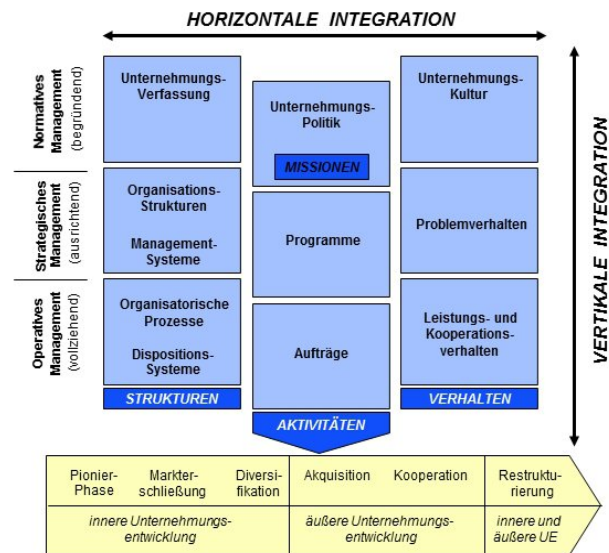 HORIZONTALE INTEGRATION
Normatives
Management
(begründend)
Unternehmungs-
Verfassung
Unternehmungs-
Politik
MISSIONEN
Unternehmungs-
Kultur
Strategisches
Management
(ausrichtend)
Organisations-
Strukturen
Management-
Systeme
Programme
Problemverhalten
Operatives
Management
(vollziehend)
Organisatorische
Prozesse
Dispositions-
Systeme
Aufträge
Leistungs- und
Kooperations-
verhalten
STRUKTUREN
AKTIVITÄTEN
VERHALTEN
VERTIKALE INTEGRATION
Pionier-
Phase
Markter-
schließung
Diversi-
fikation
Akquisition
Kooperation
Restruktu-
rierung
innere Unternehmungs-
entwicklung
äußere Unternehmungs-
entwicklung
innere und
äußere UE